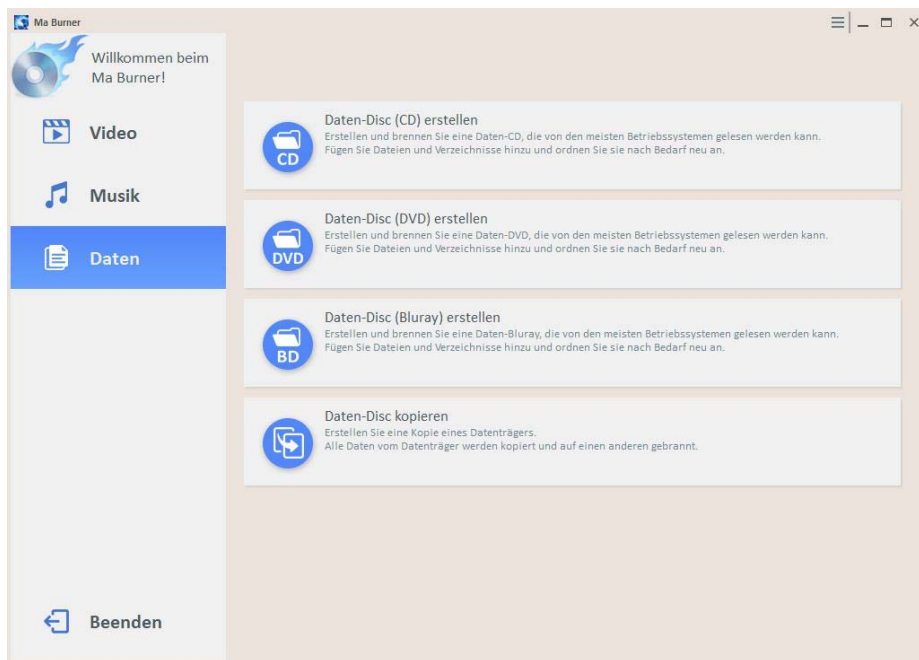 Ma Burner
Willkommen beim
Ma Burner!
Video
Musik
Daten
Beenden
Daten-Disc (CD) erstellen
Erstellen und brennen Sie eine Daten-CD, die von den meisten Betriebssystemen gelesen werden kann.
Fügen Sie Dateien und Verzeichnisse hinzu und ordnen Sie sie nach Bedarf neu an.
CD
Daten-Disc (DVD) erstellen
Erstellen und brennen Sie eine Daten-DVD, die von den meisten Betriebssystemen gelesen werden kann.
Fügen Sie Dateien und Verzeichnisse hinzu und ordnen Sie sie nach Bedarf neu an.
DVD
Daten-Disc (Bluray) erstellen
Erstellen und brennen Sie eine Daten-Bluray, die von den meisten Betriebssystemen gelesen werden kann.
Fügen Sie Dateien und Verzeichnisse hinzu und ordnen Sie sie nach Bedarf neu an.
BD
Daten-Disc kopieren
Erstellen Sie eine Kopie eines Datenträgers.
Alle Daten vom Datenträger werden kopiert und auf einen anderen gebrannt.